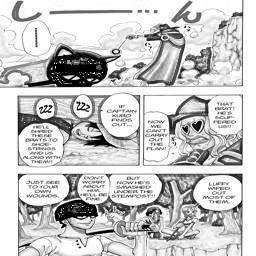 しー…ん
THAT
BRAT!
HE'S
SCUP-
PERED
US!!
NOW WE
CAN'T
CARRY
OUT THE
PLAN!
IF
CAPTAIN
KURO
FINDS
OUT...
ZZZ
ZZZ
HE'LL
SHRED
THESE
BRATS TO
SHOE-
STRINGS
AND US
ALONG WITH
THEM!!
LUFFY
WIPED OUT
MOST OF
THEM.
BUT
NOW HE'S
SMASHED
UNDER THE
STEMPOST!!
DON'T
WORRY
ABOUT
HIM,
HE'LL BE
FINE.
JUST SEE
TO YOUR
OWN
WOUNDS.